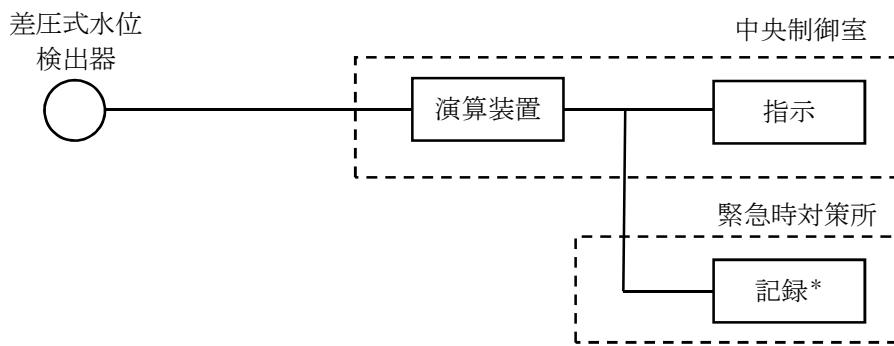 差圧式水位
検出器
中央制御室
演算装置
指示
緊急時対策所
記録*